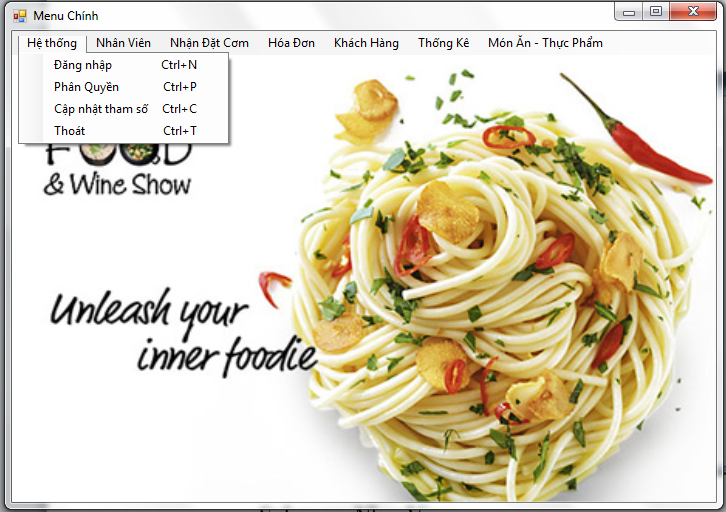 Menu Chính
Hệ thống Nhân Viên Nhận Đặt Cơm Hóa Đơn Khách Hàng Thống Kê Món Ăn - Thực Phẩm
Đăng nhập Ctrl+N
Phân Quyền Ctrl+P
Cập nhật tham số Ctrl+C
Thoát Ctrl+T
FOOD
& Wine Show
Unleash your
inner foodie